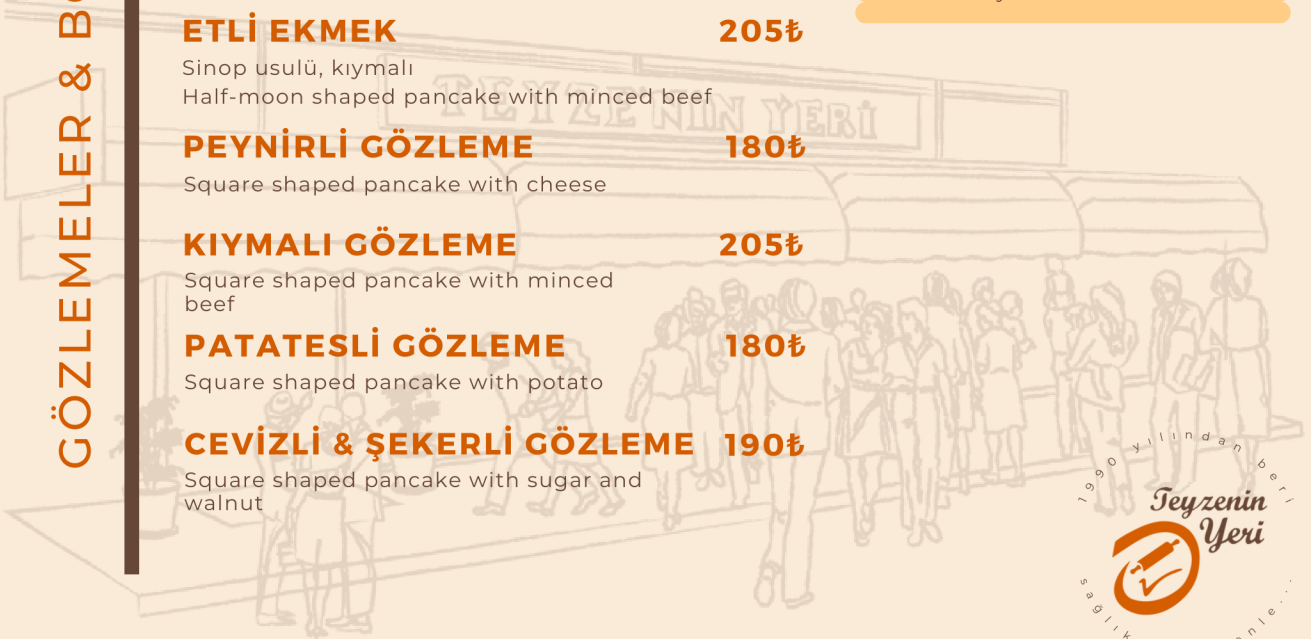 GÖZLEMELER &
ETLİ EKMEK 205₺
Sinop usulü, kıymalı
Half-moon shaped pancake with minced beef
TEYZENİN YERİ
PEYNİRLİ GÖZLEME 180₺
Square shaped pancake with cheese
KIYMALI GÖZLEME 205₺
Square shaped pancake with minced
beef
PATATESLİ GÖZLEME 180₺
Square shaped pancake with potato
CEVİZLİ & ŞEKERLİ GÖZLEME 190₺
Square shaped pancake with sugar and
walnut
1990 yılından beri
Teyzenin
Yeri